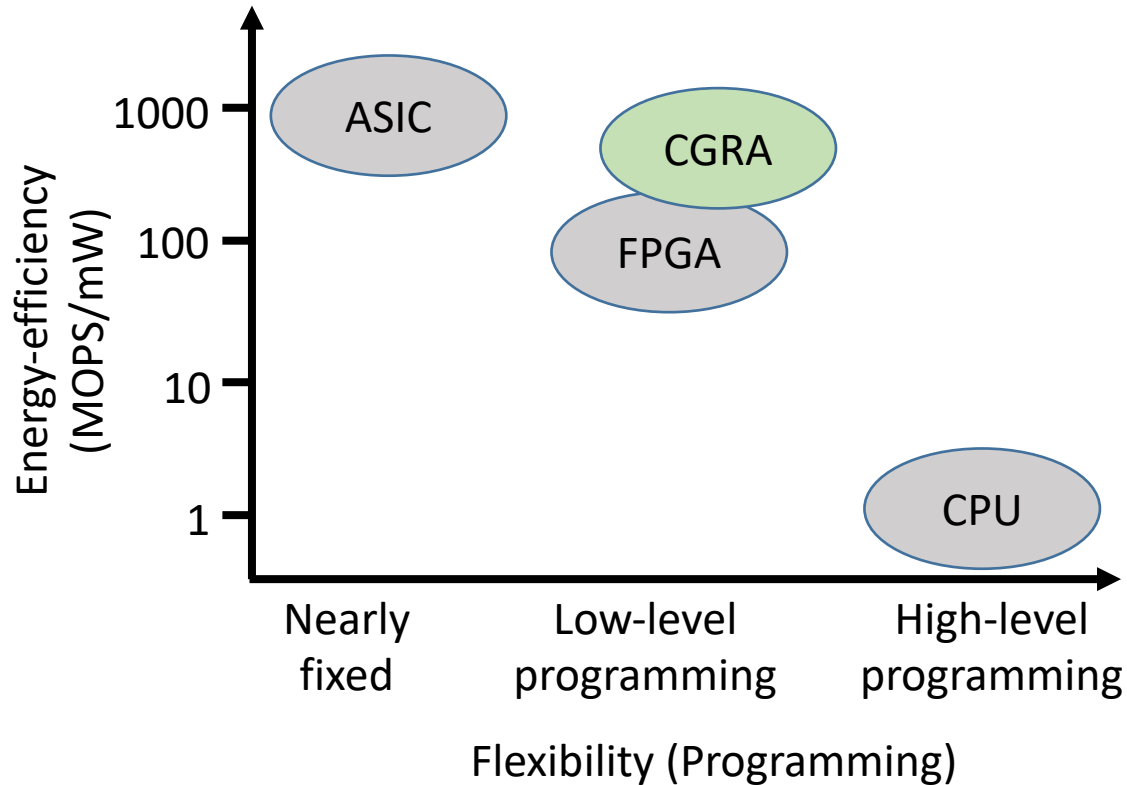 Energy-efficiency
(MOPS/mW)
1000
100
10
1
ASIC
CGRA
FPGA
CPU
Nearly
fixed
Low-level
programming
High-level
programming
Flexibility (Programming)